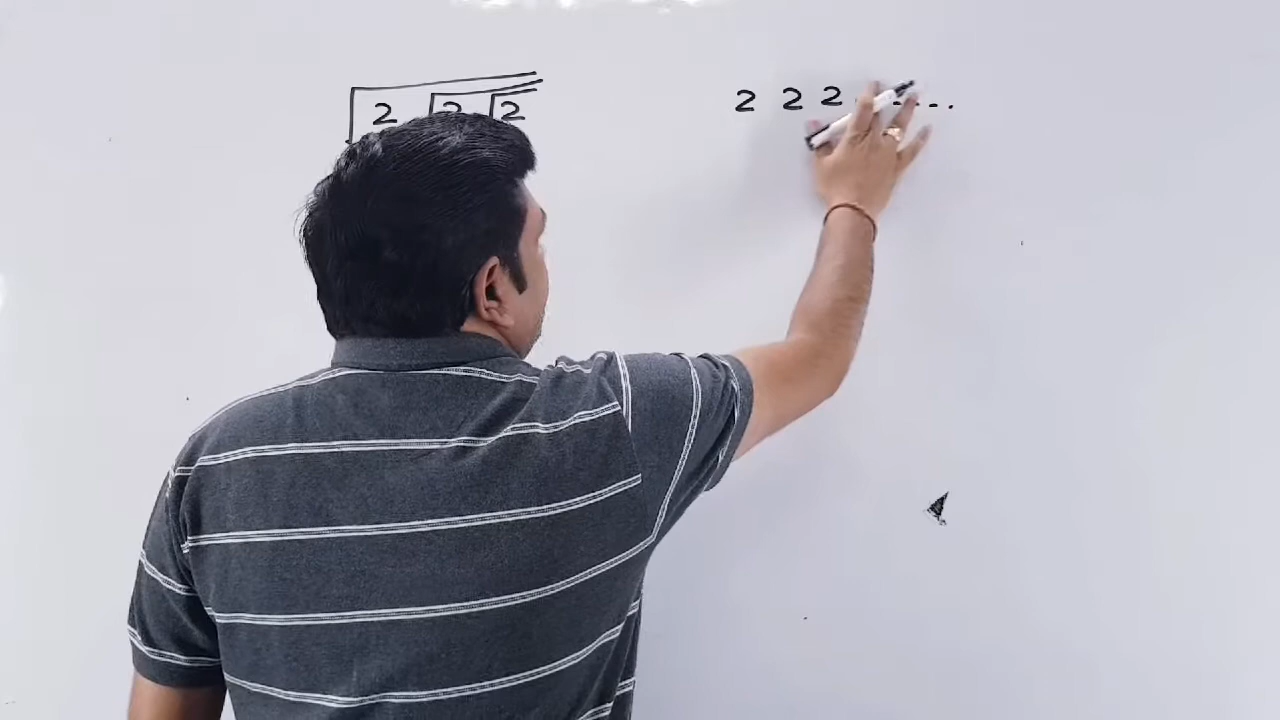 √2 √2 √2 2 2 2 . . . .